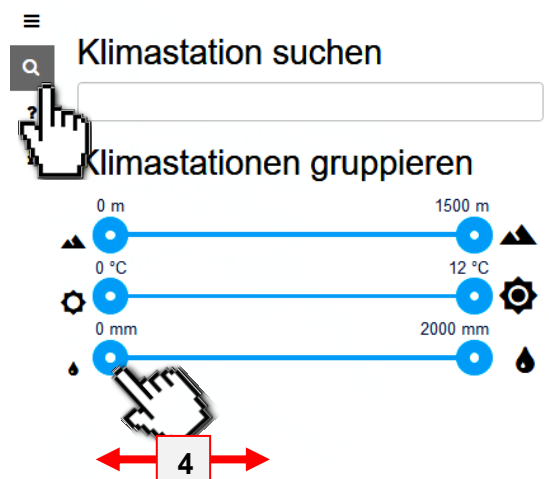 Klimastation suchen
?
Klimastationen gruppieren
0 m 1500 m
0 °C 12 °C
0 mm 2000 mm
4